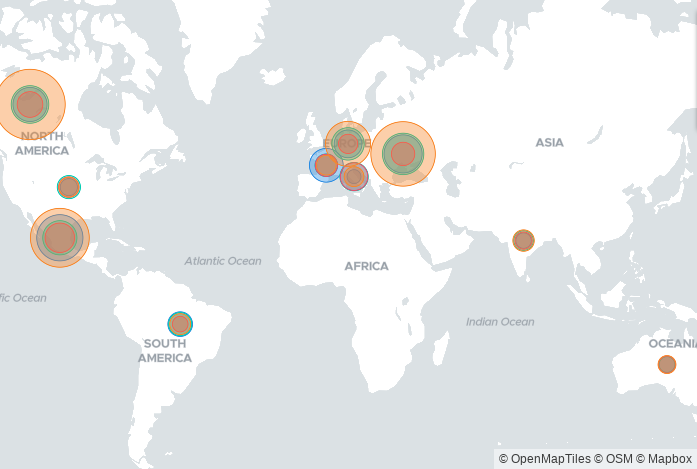 NORTH
AMERICA
EUROPE
ASIA
Atlantic Ocean
AFRICA
fic Ocean
Indian Ocean
SOUTH
AMERICA
OCEANIA
© OpenMapTiles © OSM © Mapbox